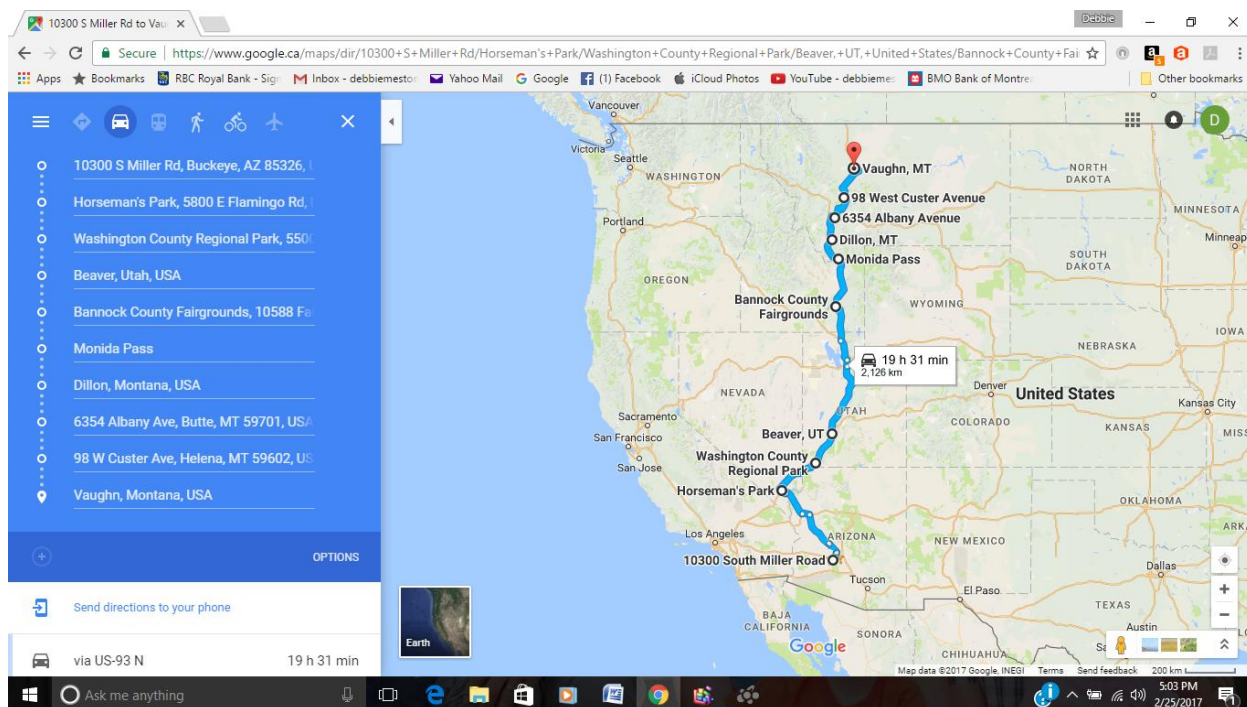 10300 S Miller Rd to Vau
Debbie
Secure | https://www.google.ca/maps/dir/10300+S+Miller+Rd/Horseman's+Park/Washington+County+Regional+Park/Beaver,+UT,+United+States/Bannock+County+Fai
Apps Bookmarks RBC Royal Bank - Sign Inbox - debbiemestor Yahoo Mail Google (1) Facebook iCloud Photos YouTube - debbiemes BMO Bank of Montre Other bookmarks
10300 S Miller Rd, Buckeye, AZ 85326,
Horseman's Park, 5800 E Flamingo Rd,
Washington County Regional Park, 5500
Beaver, Utah, USA
Bannock County Fairgrounds, 10588 Fa
Monida Pass
Dillon, Montana, USA
6354 Albany Ave, Butte, MT 59701, USA
98 W Custer Ave, Helena, MT 59602, US
Vaughn, Montana, USA
OPTIONS
Send directions to your phone
via US-93 N 19 h 31 min
Vancouver
Victoria
Seattle
WASHINGTON
Vaughn, MT
NORTH
DAKOTA
98 West Custer Avenue
MINNESOTA
Portland
6354 Albany Avenue
Dillon, MT
Minneap
Monida Pass
SOUTH
DAKOTA
OREGON
Bannock County
Fairgrounds
WYOMING
IOWA
NEBRASKA
19 h 31 min
2,126 km
NEVADA
Denver
United States
UTAH
Kansas City
Sacramento
COLORADO
KANSAS
MISS
San Francisco
Beaver, UT
San Jose
Washington County
Regional Park
Horseman's Park
OKLAHOMA
ARK
Los Angeles
ARIZONA
NEW MEXICO
10300 South Miller Road
Dallas
Tucson
El Paso
TEXAS
BAJA
CALIFORNIA
SONORA
Austin
CHIHUAHUA
Sa
Earth
Google
Map data ©2017 Google, INEGI Terms Send feedback 200 km
D
Ask me anything
5:03 PM
2/25/2017